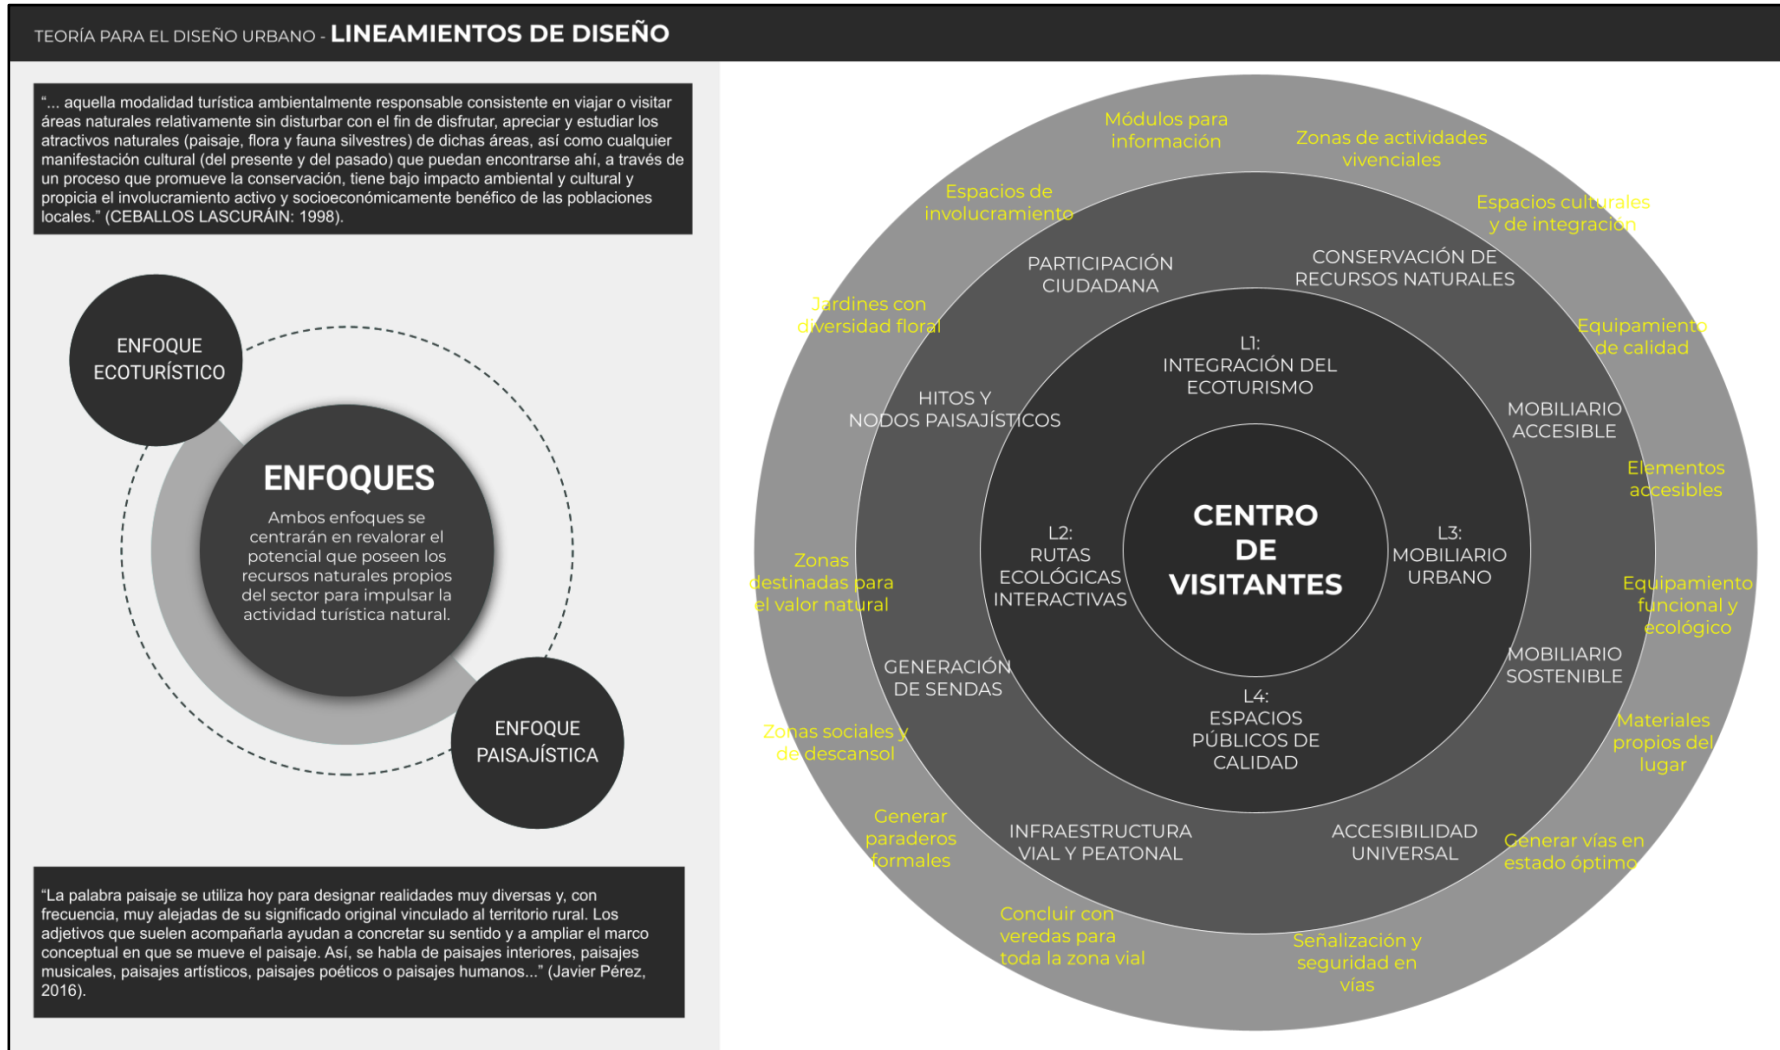 TEORÍA PARA EL DISEÑO URBANO - LINEAMIENTOS DE DISEÑO
“... aquella modalidad turística ambientalmente responsable consistente en viajar o visitar
áreas naturales relativamente sin disturbar con el fin de disfrutar, apreciar y estudiar los
atractivos naturales (paisaje, flora y fauna silvestres) de dichas áreas, así como cualquier
manifestación cultural (del presente y del pasado) que puedan encontrarse ahí, a través de
un proceso que promueve la conservación, tiene bajo impacto ambiental y cultural y
propicia el involucramiento activo y socioeconómicamente benéfico de las poblaciones
locales.” (CEBALLOS LASCURÁIN: 1998).
ENFOQUE
ECOTURÍSTICO
ENFOQUES
Ambos enfoques se
centrarán en revalorar el
potencial que poseen los
recursos naturales propios
del sector para impulsar la
actividad turística natural.
ENFOQUE
PAISAJÍSTICA
“La palabra paisaje se utiliza hoy para designar realidades muy diversas y, con
frecuencia, muy alejadas de su significado original vinculado al territorio rural. Los
adjetivos que suelen acompañarla ayudan a concretar su sentido y a ampliar el marco
conceptual en que se mueve el paisaje. Así, se habla de paisajes interiores, paisajes
musicales, paisajes artísticos, paisajes poéticos o paisajes humanos...” (Javier Pérez,
2016).
Módulos para
información
Zonas de actividades
vivenciales
Espacios de
involucramiento
Espacios culturales
y de integración
PARTICIPACIÓN
CIUDADANA
CONSERVACIÓN DE
RECURSOS NATURALES
Jardines con
diversidad floral
Equipamiento
de calidad
L1:
INTEGRACIÓN DEL
ECOTURISMO
HITOS Y
NODOS PAISAJÍSTICOS
MOBILIARIO
ACCESIBLE
Elementos
accesibles
CENTRO
DE
VISITANTES
L2:
RUTAS
ECOLÓGICAS
INTERACTIVAS
L3:
MOBILIARIO
URBANO
Zonas
destinadas para
el valor natural
Equipamiento
funcional y
ecológico
GENERACIÓN
DE SENDAS
MOBILIARIO
SOSTENIBLE
L4:
ESPACIOS
PÚBLICOS DE
CALIDAD
Zonas sociales y
de descansol
Materiales
propios del
lugar
Generar
paraderos
formales
INFRAESTRUCTURA
VIAL Y PEATONAL
ACCESIBILIDAD
UNIVERSAL
Generar vías en
estado óptimo
Concluir con
veredas para
toda la zona vial
Señalización y
seguridad en
vías